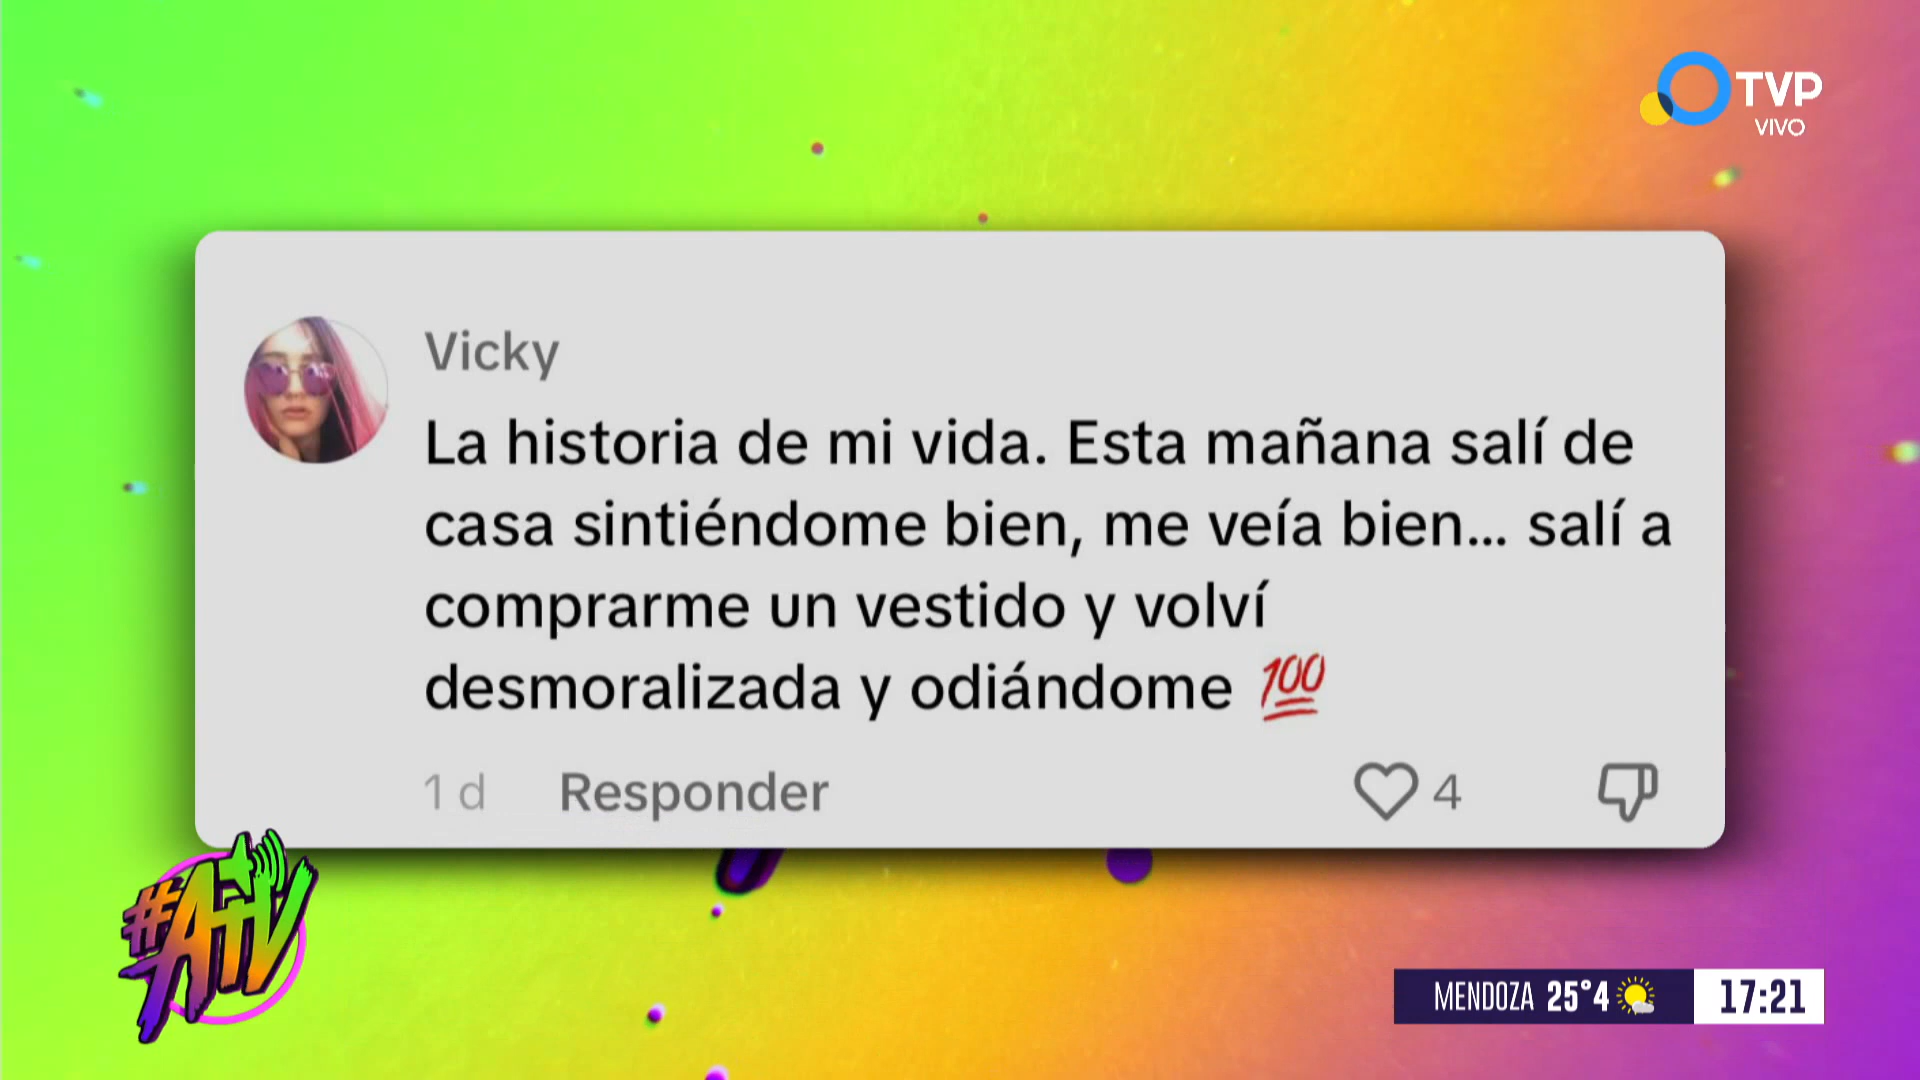 TVP
VIVO
Vicky
La historia de mi vida. Esta mañana salí de
casa sintiéndome bien, me veía bien... salí a
comprarme un vestido y volví
desmoralizada y odiándome 💯
1 d Responder 4
#ATV
MENDOZA 25°4 17:21